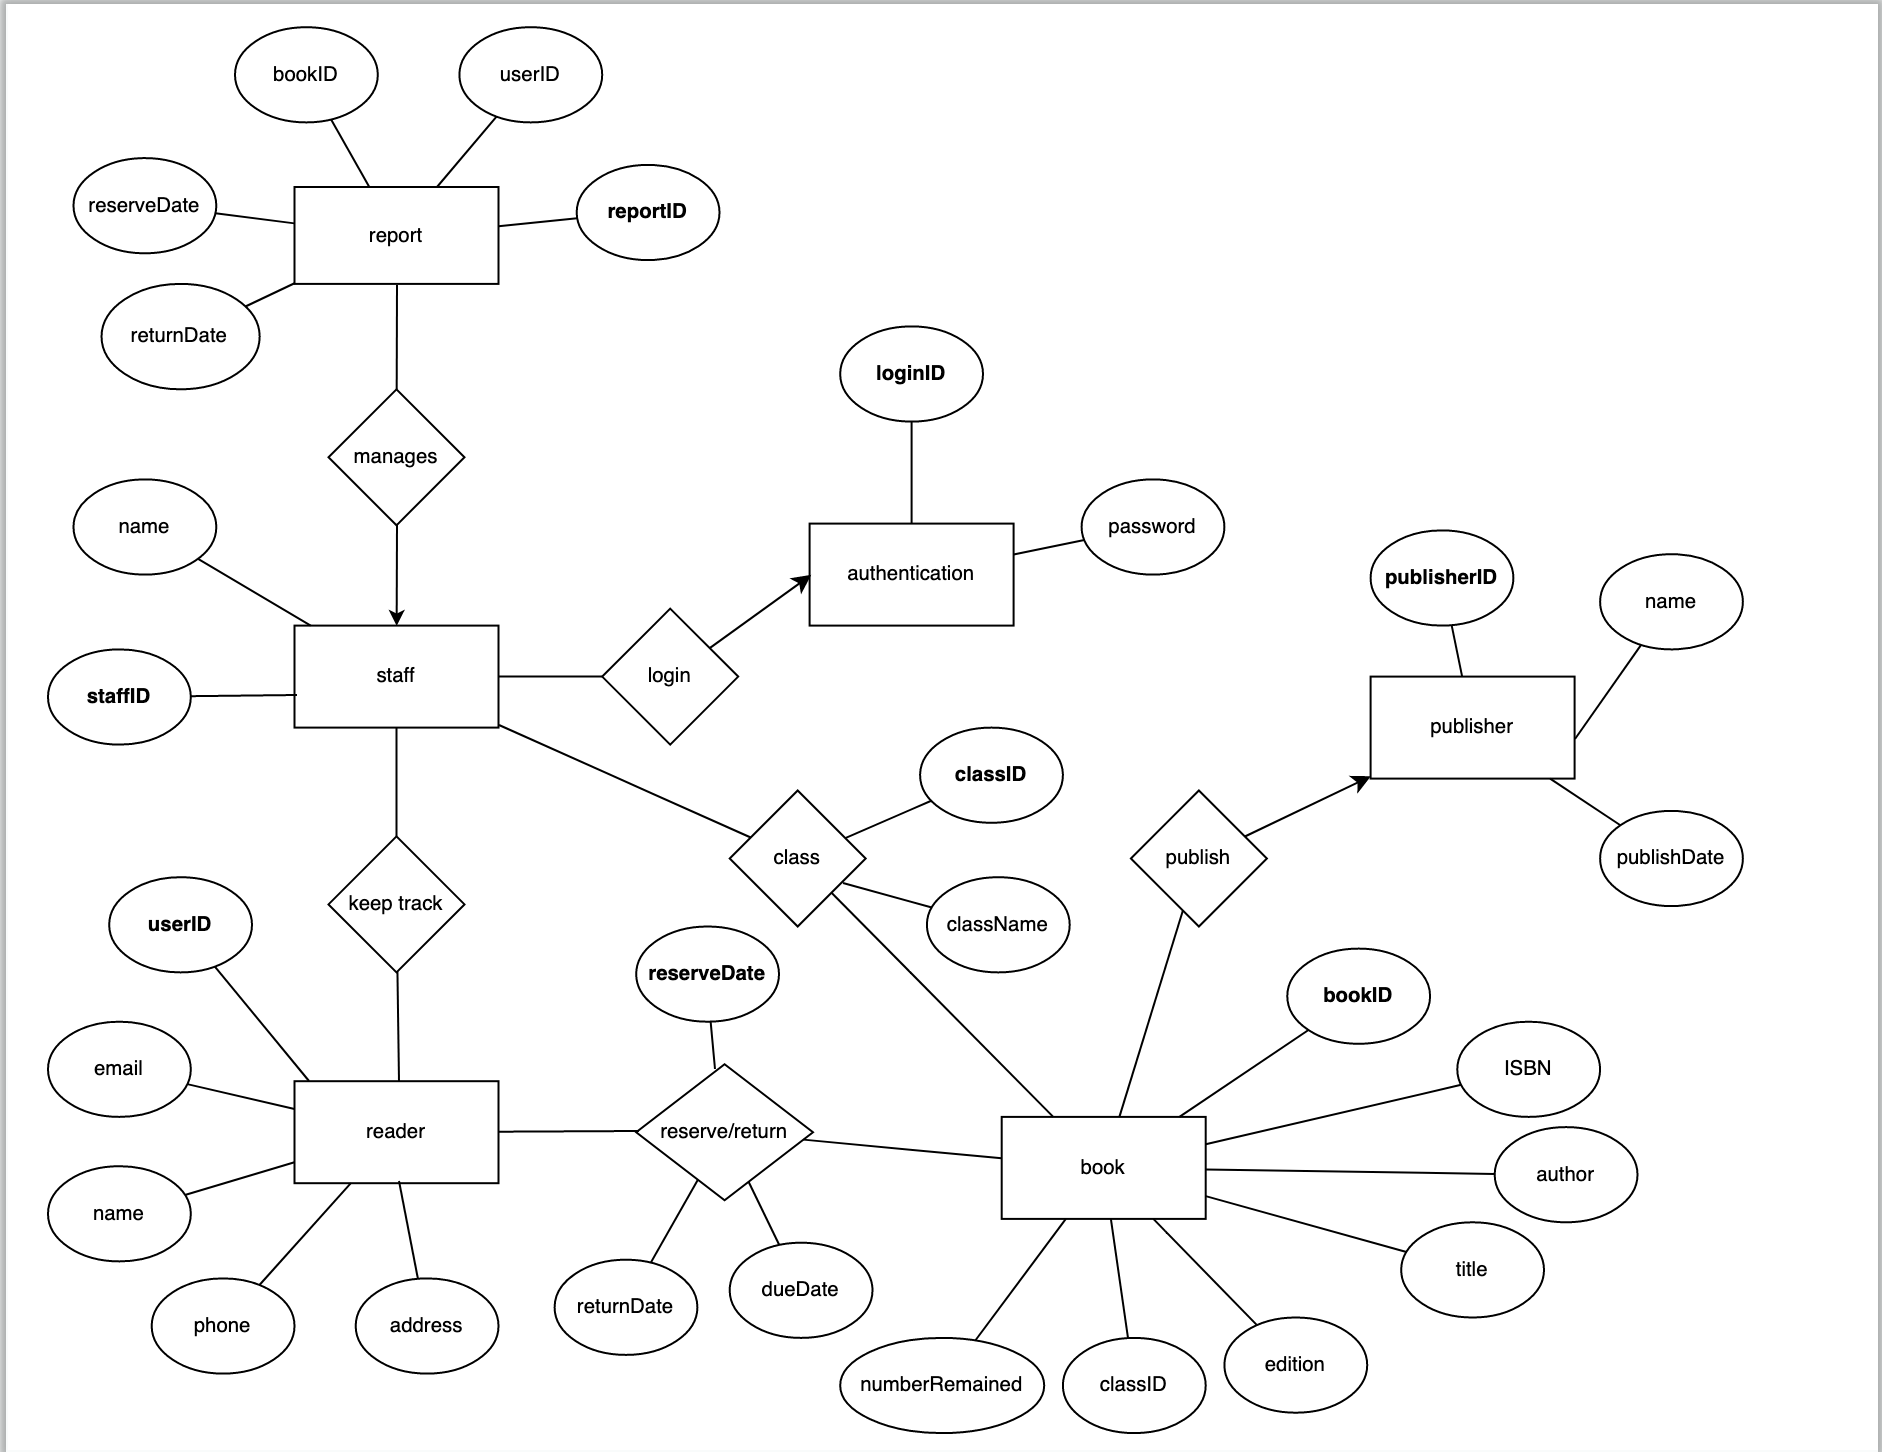 bookID
userID
reserveDate
reportID
report
returnDate
loginID
manages
name
password
authentication
publisherID
name
staff
login
staffID
publisher
classID
class
publish
publishDate
keep track
userID
className
reserveDate
bookID
email
ISBN
reader
reserve/return
book
author
name
title
returnDate
dueDate
phone
address
edition
numberRemained
classID